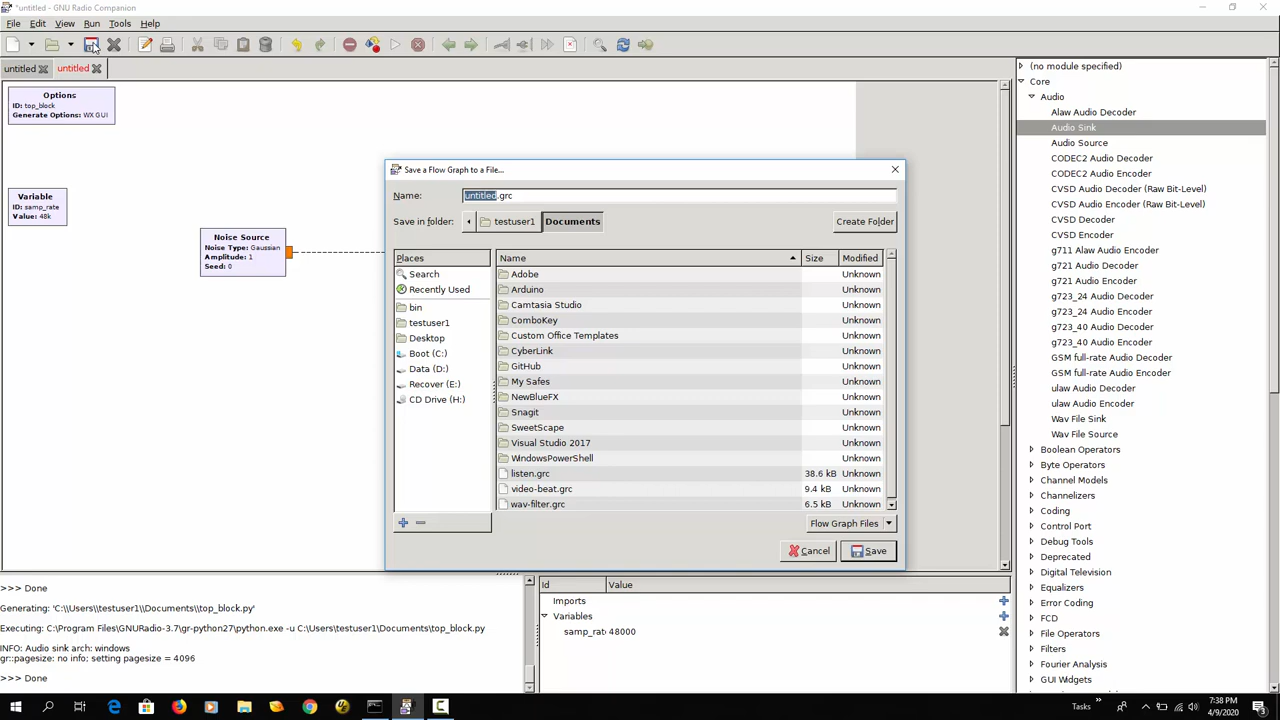 *untitled - GNU Radio Companion
File Edit View Run Tools Help
untitled untitled
Options
ID: top_block
Generate Options: WX GUI
Variable
ID: samp_rate
Value: 48k
Noise Source
Noise Type: Gaussian
Amplitude: 1
Seed: 0
Save a Flow Graph to a File...
Name: untitled.grc
Save in folder: testuser1 Documents Create Folder
Places
Search
Recently Used
bin
testuser1
Desktop
Boot (C:)
Data (D:)
Recover (E:)
CD Drive (H:)
Name Size Modified
Adobe Unknown
Arduino Unknown
Camtasia Studio Unknown
ComboKey Unknown
Custom Office Templates Unknown
CyberLink Unknown
GitHub Unknown
My Safes Unknown
NewBlueFX Unknown
Snagit Unknown
SweetScape Unknown
Visual Studio 2017 Unknown
WindowsPowerShell Unknown
listen.grc 38.6 kB Unknown
video-beat.grc 9.4 kB Unknown
wav-filter.grc 6.5 kB Unknown
Flow Graph Files
Cancel Save
(no module specified)
Core
Audio
Alaw Audio Decoder
Audio Sink
Audio Source
CODEC2 Audio Decoder
CODEC2 Audio Encoder
CVSD Audio Decoder (Raw Bit-Level)
CVSD Audio Encoder (Raw Bit-Level)
CVSD Decoder
CVSD Encoder
g711 Alaw Audio Encoder
g721 Audio Decoder
g721 Audio Encoder
g723_24 Audio Decoder
g723_24 Audio Encoder
g723_40 Audio Decoder
g723_40 Audio Encoder
GSM full-rate Audio Decoder
GSM full-rate Audio Encoder
ulaw Audio Decoder
ulaw Audio Encoder
Wav File Sink
Wav File Source
Boolean Operators
Byte Operators
Channel Models
Channelizers
Coding
Control Port
Debug Tools
Deprecated
Digital Television
Equalizers
Error Coding
FCD
File Operators
Filters
Fourier Analysis
GUI Widgets
>>> Done
Generating: 'C:\\Users\\testuser1\\Documents\\top_block.py'
Executing: C:\Program Files\GNURadio-3.7\gr-python27\python.exe -u C:\Users\testuser1\Documents\top_block.py
INFO: Audio sink arch: windows
gr::pagesize: no info; setting pagesize = 4096
>>> Done
Id Value
Imports
Variables
samp_rate 48000
Tasks
7:38 PM
4/9/2020